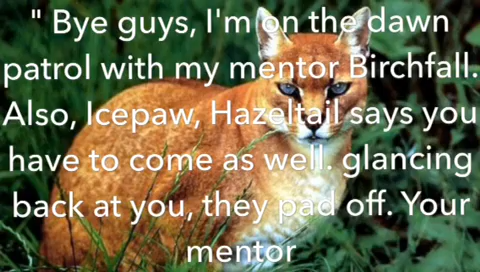 " Bye guys, I'm on the dawn
patrol with my mentor Birchfall.
Also, Icepaw, Hazeltail says you
have to come as well. glancing
back at you, they pad off. Your
mentor